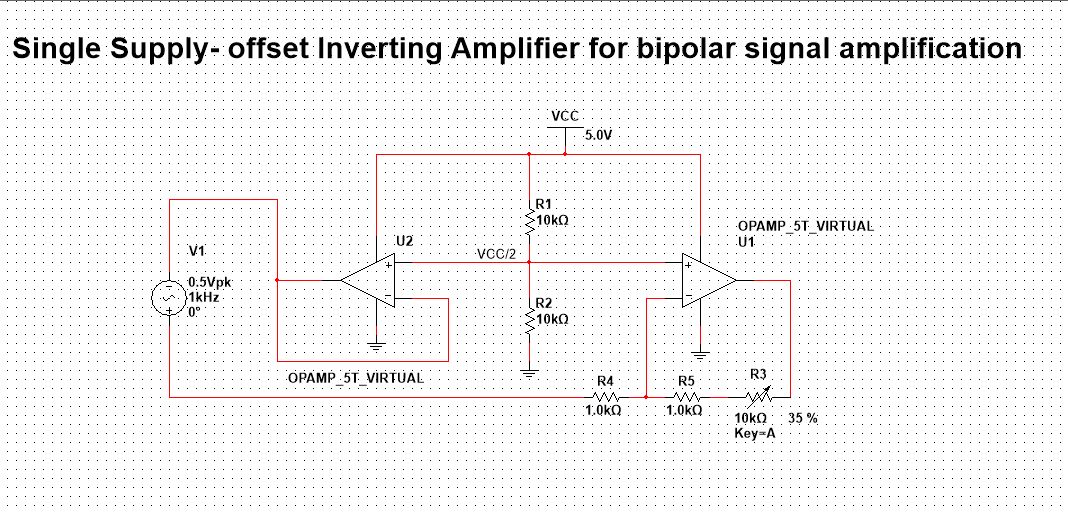 Single Supply- offset Inverting Amplifier for bipolar signal amplification
VCC
5.0V
R1
10kΩ
OPAMP_5T_VIRTUAL
U1
U2
VCC/2
+
+
V1
0.5Vpk
1kHz
0°
R2
10kΩ
OPAMP_5T_VIRTUAL
R4
1.0kΩ
R5
1.0kΩ
R3
10kΩ
35 %
Key=A